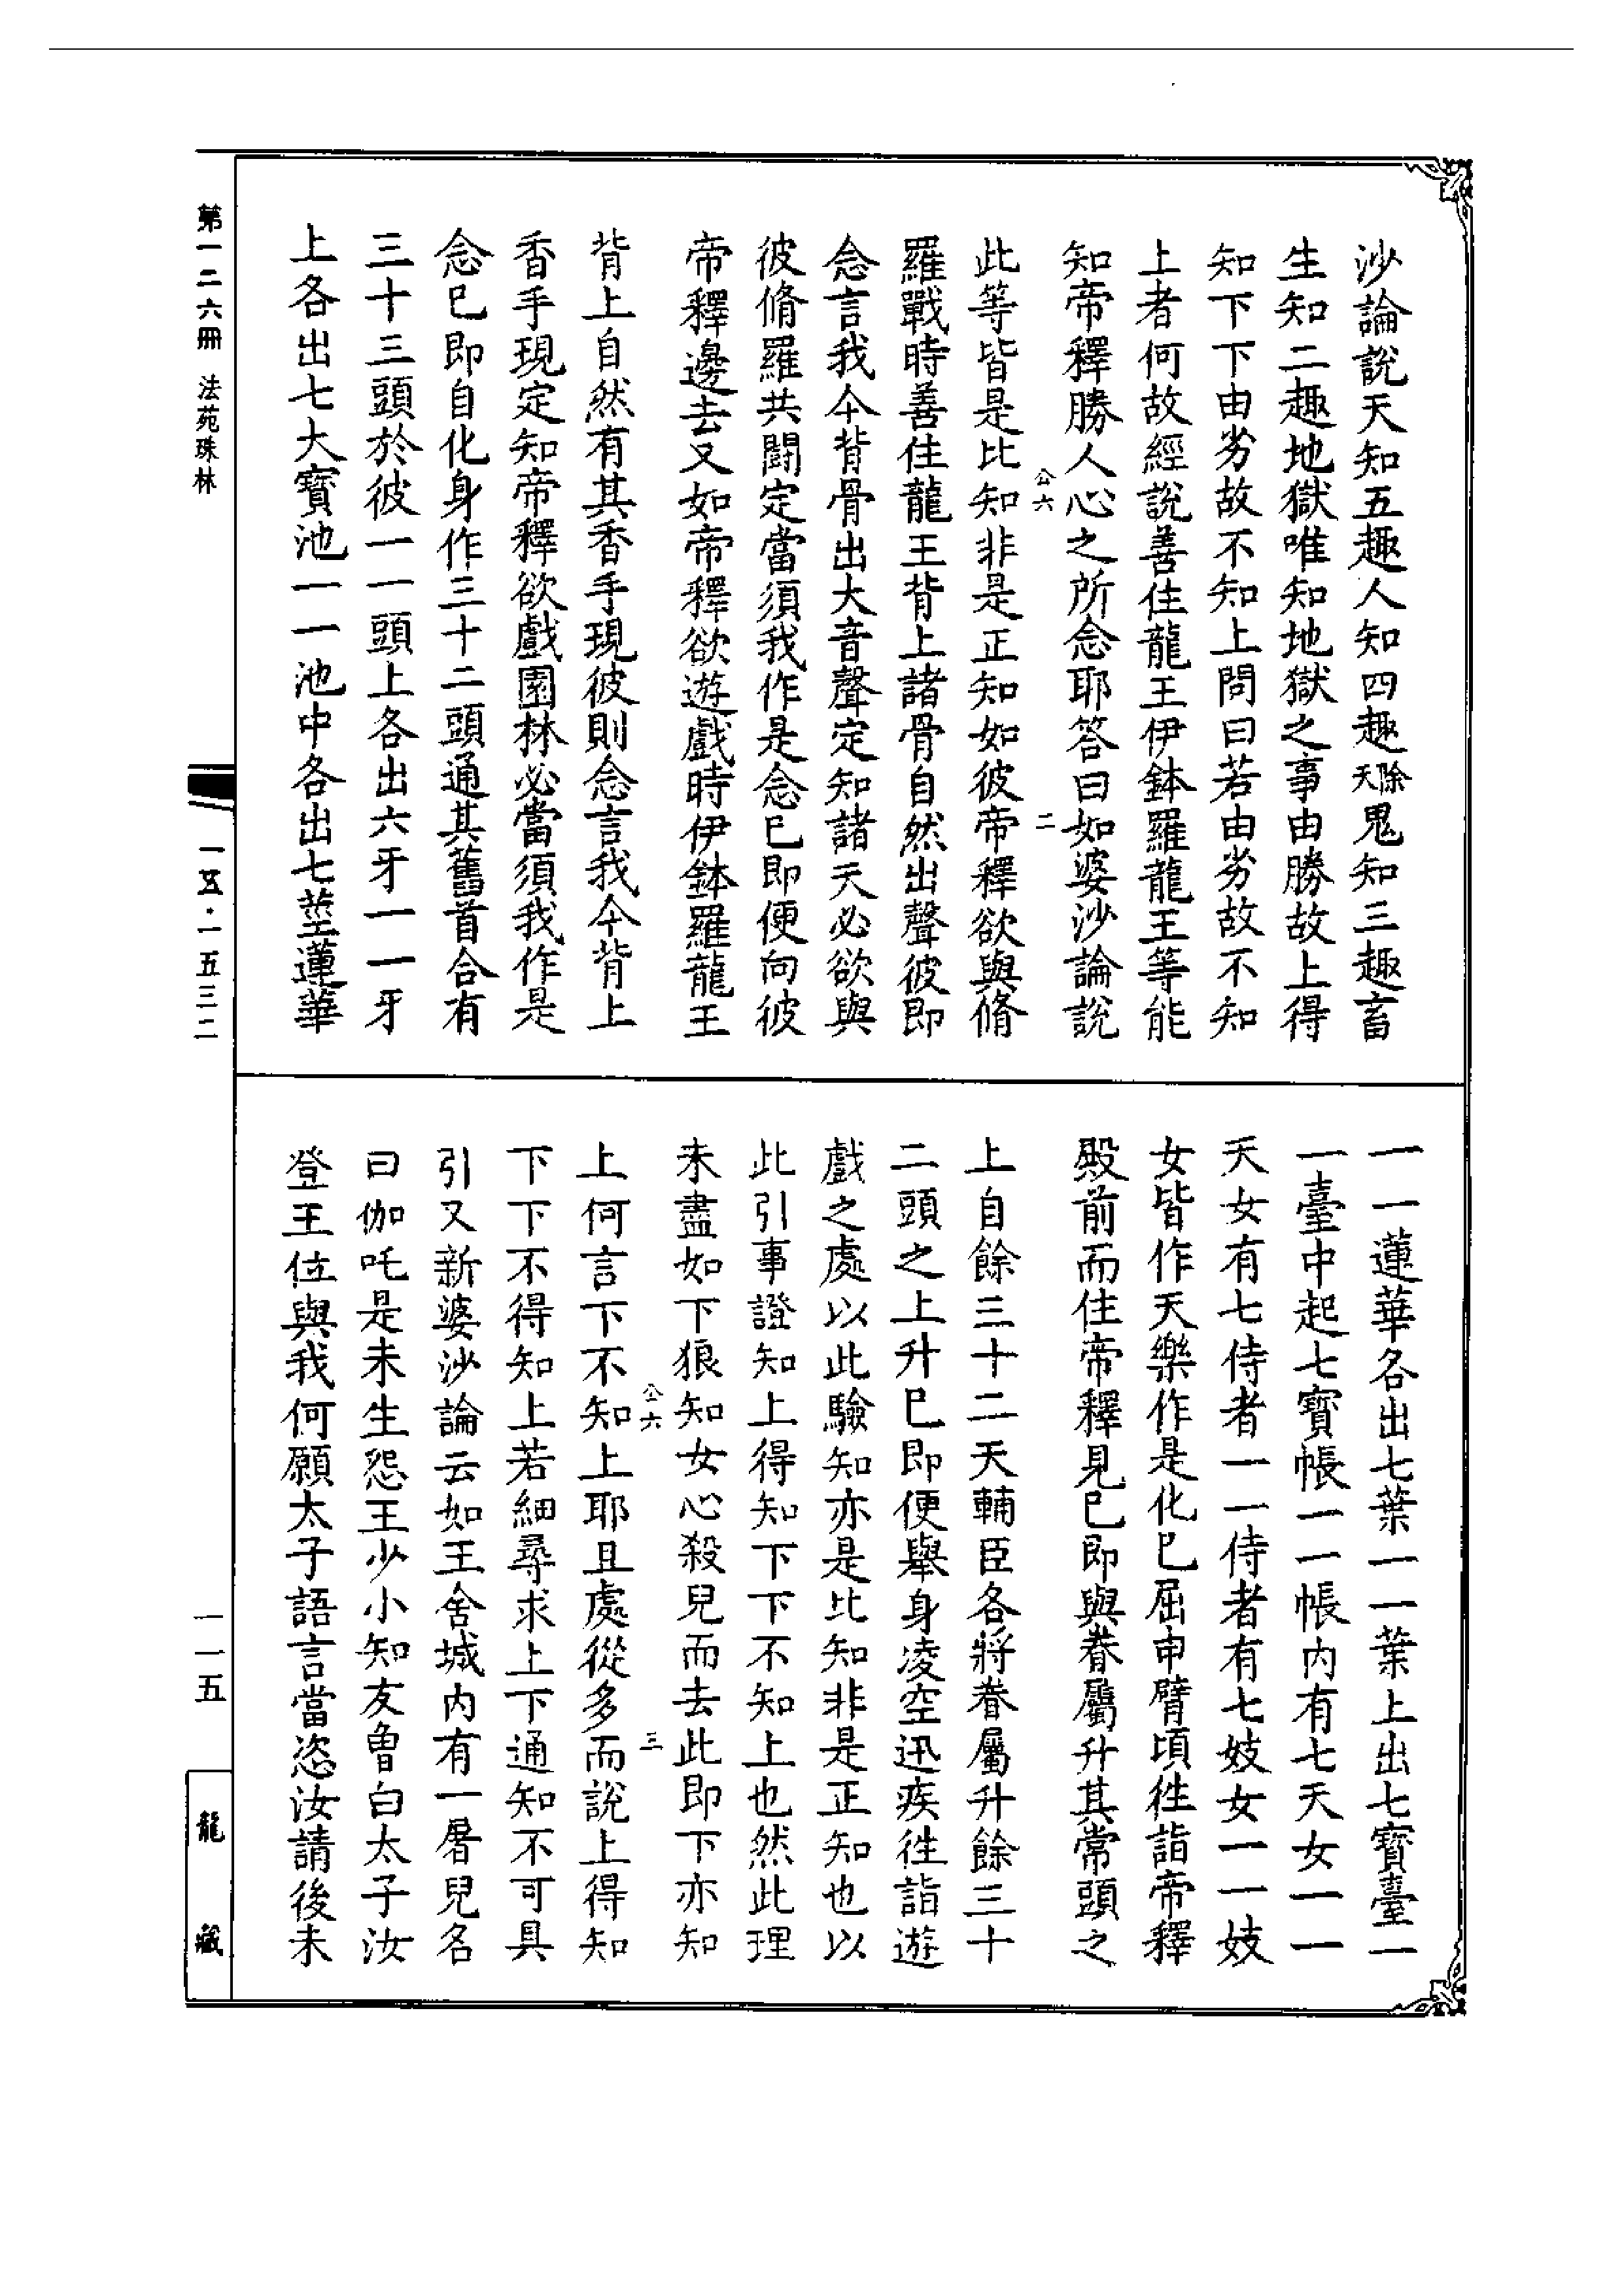 沙論說天知五趣人知四趣除天鬼知三趣畜
生知二趣地獄唯知地獄之事由勝故上得
知下下由劣故不知上問曰若由劣故不知
上者何故經說善住龍王伊鉢羅龍王等能
知帝釋勝人心之所念耶答曰如婆沙論說
公六 二
此等皆是比知非是正知如彼帝釋欲與脩
羅戰時善住龍王背上諸骨自然出聲彼即
念言我今背骨出大音聲定知諸天必欲與
彼脩羅共鬪定當須我作是念已即便向彼
帝釋邊去又如帝釋欲遊戲時伊鉢羅龍王
背上自然有其香手現彼則念言我今背上
香手現定知帝釋欲戲園林必當須我作是
念已即自化身作三十二頭通其舊首合有
三十三頭於彼一一頭上各出六牙一一牙
上各出七大寶池一一池中各出七莖蓮華
一一蓮華各出七葉一一葉上出七寶臺一
一臺中起七寶帳一一帳內有七天女一一
天女有七侍者一一侍者有七妓女一一妓
女皆作天樂作是化已屈申臂頃徃詣帝釋
殿前而住帝釋見已即與眷屬升其常頭之
上自餘三十二天輔臣各將眷屬升餘三十
二頭之上升已即便舉身凌空迅疾徃詣遊
戲之處以此驗知亦是比知非是正知也以
此引事證知上得知下下不知上也然此理
未盡如下狼知女心殺兒而去此即下亦知
公六 三
上何言下不知上耶且處從多而說上得知
下下不得知上若細尋求上下通知不可具
引又新婆沙論云如王舍城內有一屠兒名
曰伽吒是未生怨王少小知友曾白太子汝
登王位與我何願太子語言當恣汝請後未
第一二六冊 法苑珠林
一五·一五三二
一一五
龍藏